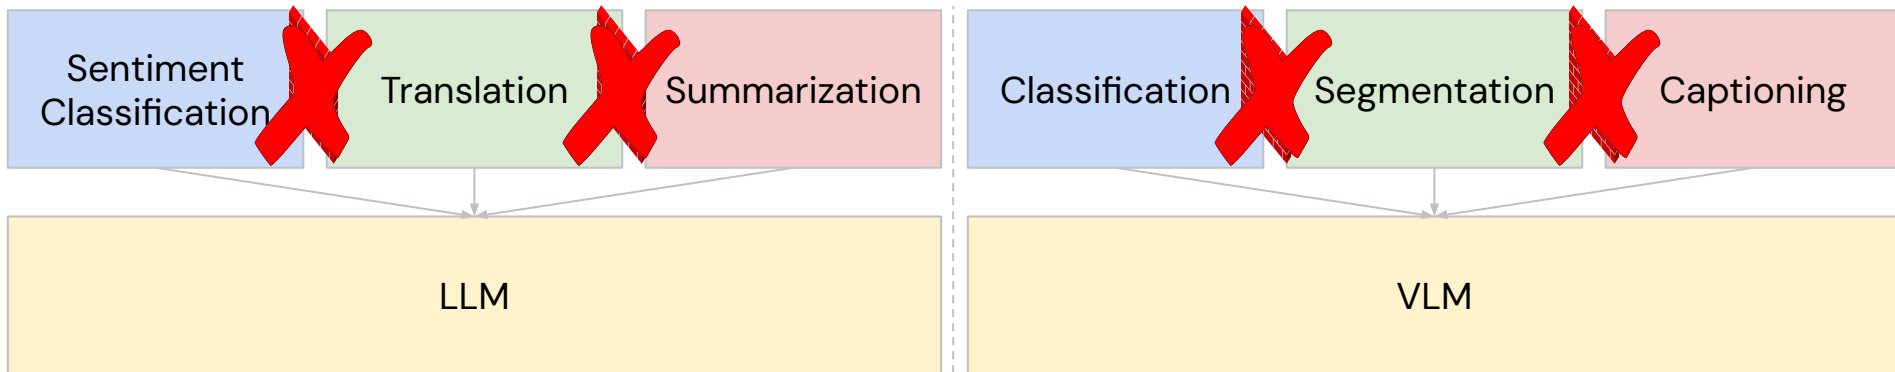 Sentiment
Classification
Translation
Summarization
LLM
Classification
Segmentation
Captioning
VLM